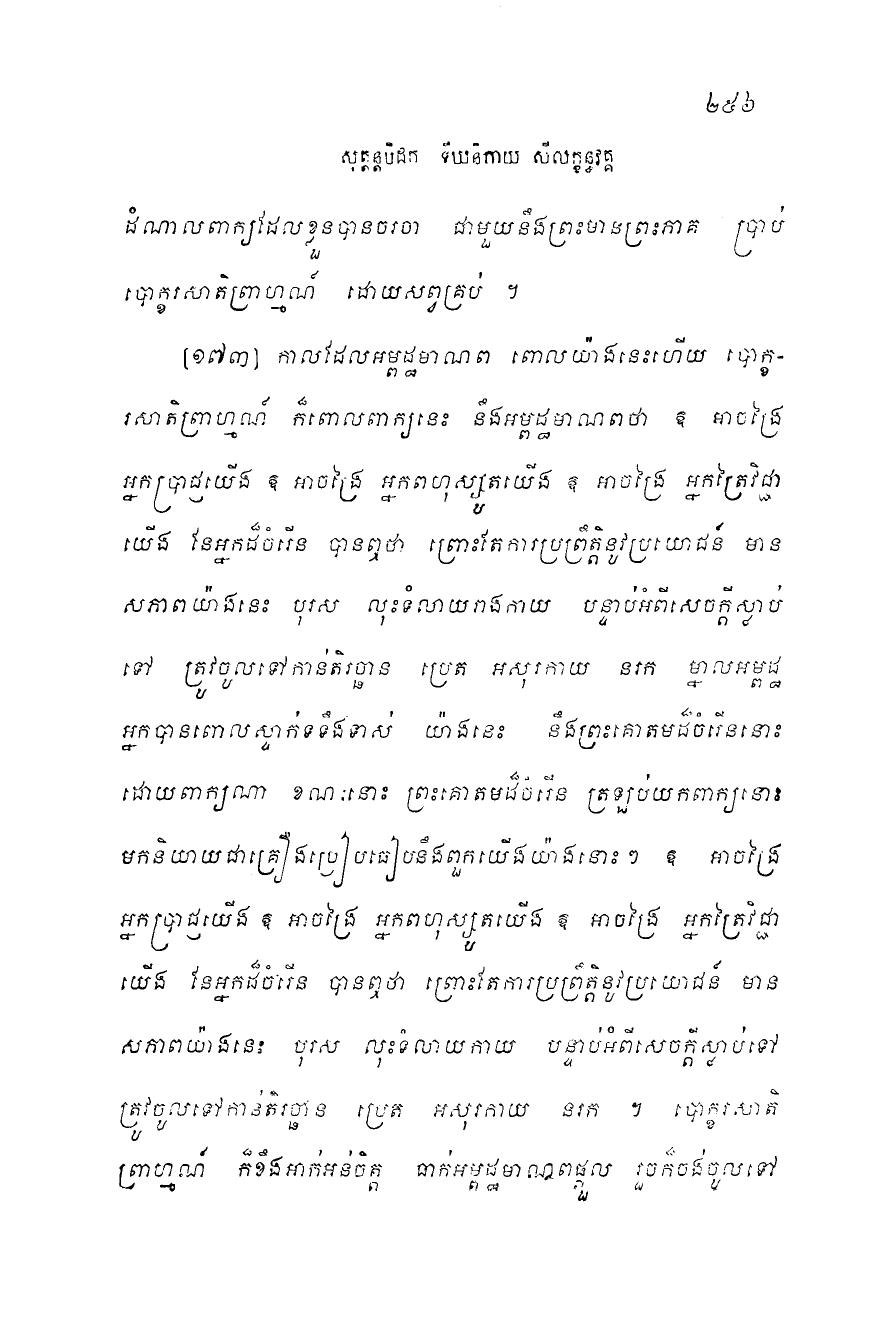 ២៥៦
សុត្តន្តបិដក ទីឃនិកាយ សីលក្ខន្ធវគ្គ
ដំណាលពាក្យដែលខ្លួនបានចរចា ជាមួយនឹងព្រះមានព្រះភាគ ប្រាប់
បោក្ខរសាតិព្រាហ្មណ៍ ដោយសព្វគ្រប់ ។
[១៧៣] កាលដែលអម្ពដ្ឋមាណព ពោលយ៉ាងនេះហើយ បោក្ខ-
រសាតិព្រាហ្មណ៍ ក៏ពោលពាក្យនេះ នឹងអម្ពដ្ឋមាណពថា ឱ អាចង្រៃ
អ្នកប្រាជ្ញយើង ឱ អាចង្រៃ អ្នកពហុស្សូតយើង ឱ អាចង្រៃ អ្នកត្រៃវិជ្ជា
យើង នែអ្នកដ៏ចំរើន បានឮថា ព្រោះតែការប្រព្រឹត្តិនូវប្រយោជន៍ មាន
សភាពយ៉ាងនេះ បុរស លុះទំលាយរាងកាយ បន្ទាប់អំពីសេចក្តីស្លាប់
ទៅ ត្រូវចូលទៅកាន់តិរច្ឆាន ប្រេត អសុរកាយ នរក ម្នាលអម្ពដ្ឋ
អ្នកបានពោលស្ទាក់ទទឹងទាស់ យ៉ាងនេះ នឹងព្រះគោតមដ៏ចំរើននោះ
ដោយពាក្យណា ខណៈនោះ ព្រះគោតមដ៏ចំរើន ត្រឡប់យកពាក្យនោះ
មកនិយាយជាគ្រឿងប្រៀបធៀបនឹងពួកយើងយ៉ាងនោះៗ ឱ អាចង្រៃ
អ្នកប្រាជ្ញយើង ឱ អាចង្រៃ អ្នកពហុស្សូតយើង ឱ អាចង្រៃ អ្នកត្រៃវិជ្ជា
យើង នែអ្នកដ៏ចំរើន បានឮថា ព្រោះតែការប្រព្រឹត្តិនូវប្រយោជន៍ មាន
សភាពយ៉ាងនេះ បុរស លុះទំលាយកាយ បន្ទាប់អំពីសេចក្តីស្លាប់ទៅ
ត្រូវចូលទៅកាន់តិរច្ឆាន ប្រេត អសុរកាយ នរក ។ បោក្ខរសាតិ
ព្រាហ្មណ៍ ក៏ខឹងអាក់អន់ចិត្ត ធាក់អម្ពដ្ឋមាណពផ្តួល រួចក៏ចង់ចូលទៅ